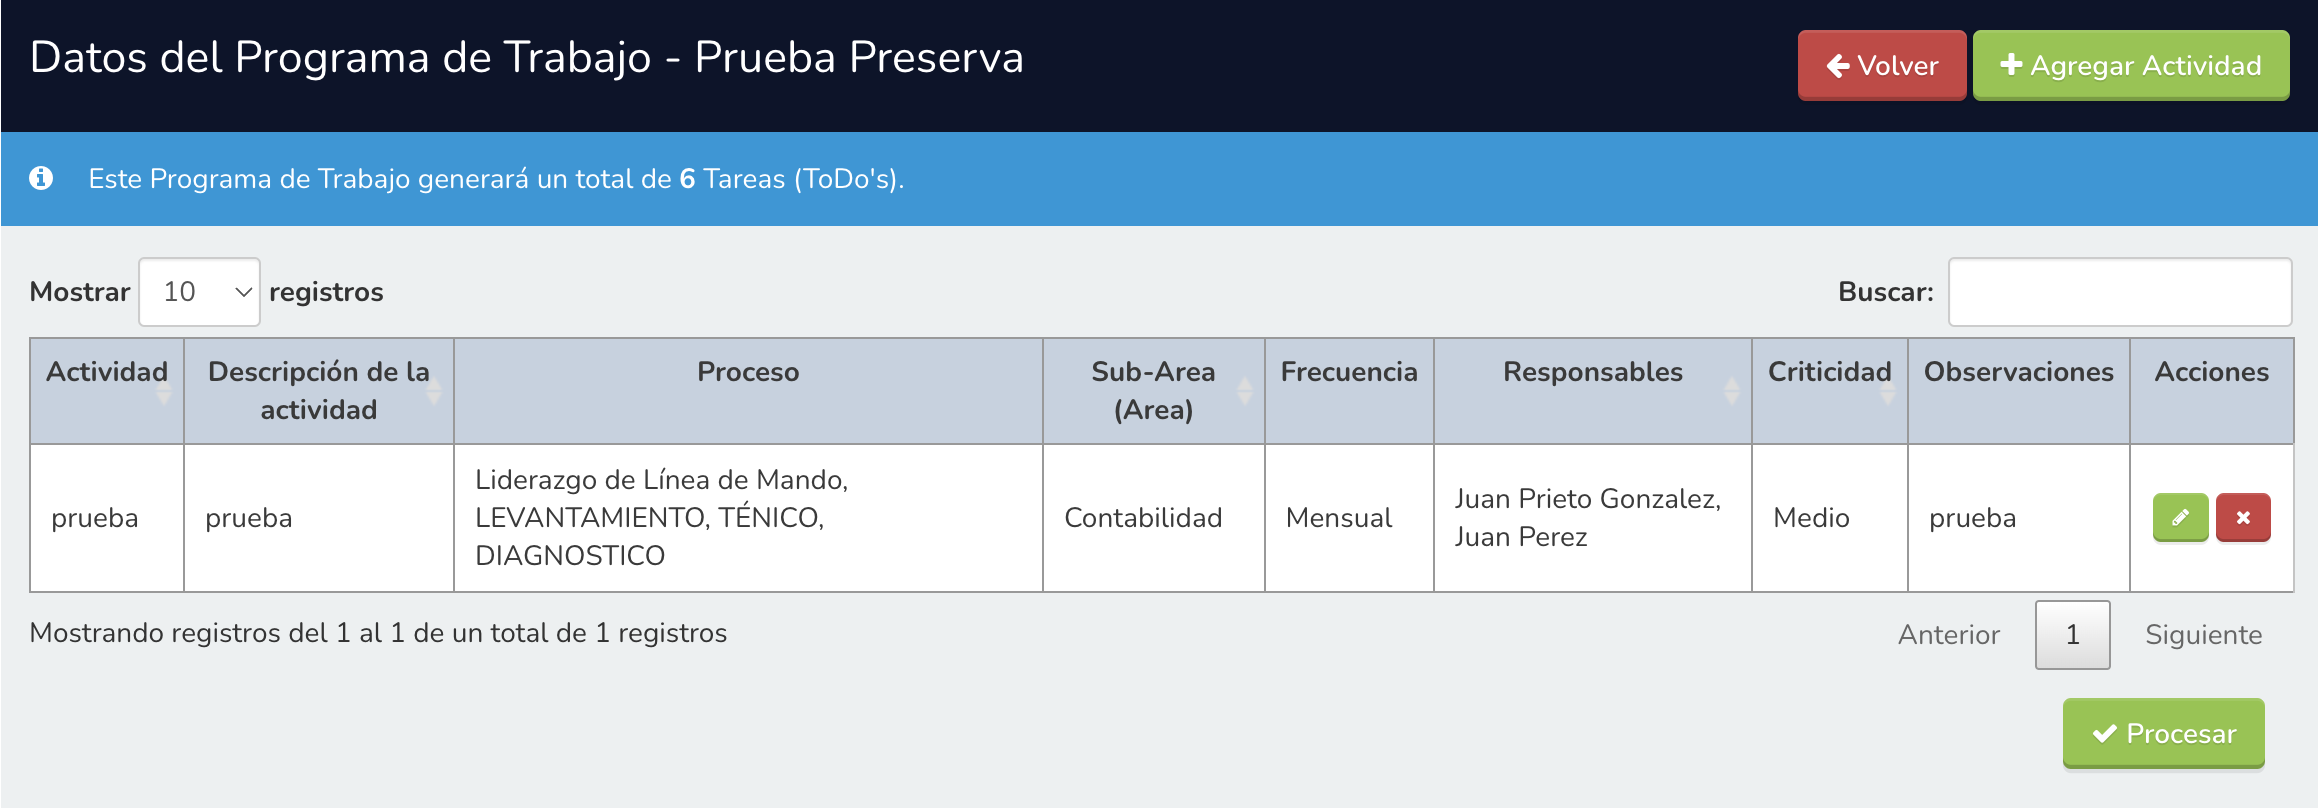 Datos del Programa de Trabajo - Prueba Preserva
Volver
Agregar Actividad
Este Programa de Trabajo generará un total de 6 Tareas (ToDo's).
Mostrar 10 registros
Buscar:
Actividad
Descripción de la
actividad
Proceso
Sub-Area
(Area)
Frecuencia
Responsables
Criticidad
Observaciones
Acciones
prueba
prueba
Liderazgo de Línea de Mando,
LEVANTAMIENTO, TÉNICO,
DIAGNOSTICO
Contabilidad
Mensual
Juan Prieto Gonzalez,
Juan Perez
Medio
prueba
Mostrando registros del 1 al 1 de un total de 1 registros
Anterior 1 Siguiente
Procesar